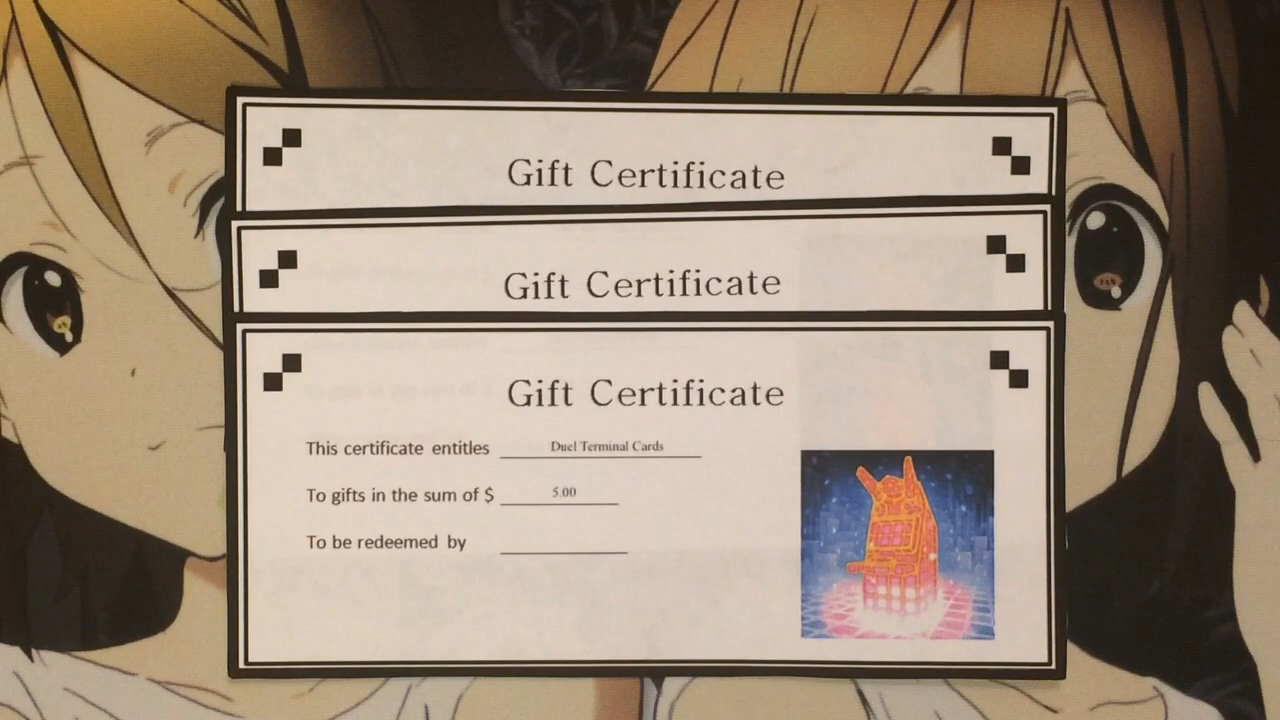 Gift Certificate
Gift Certificate
Gift Certificate
This certificate entitles Duel Terminal Cards
To gifts in the sum of $ 5.00
To be redeemed by